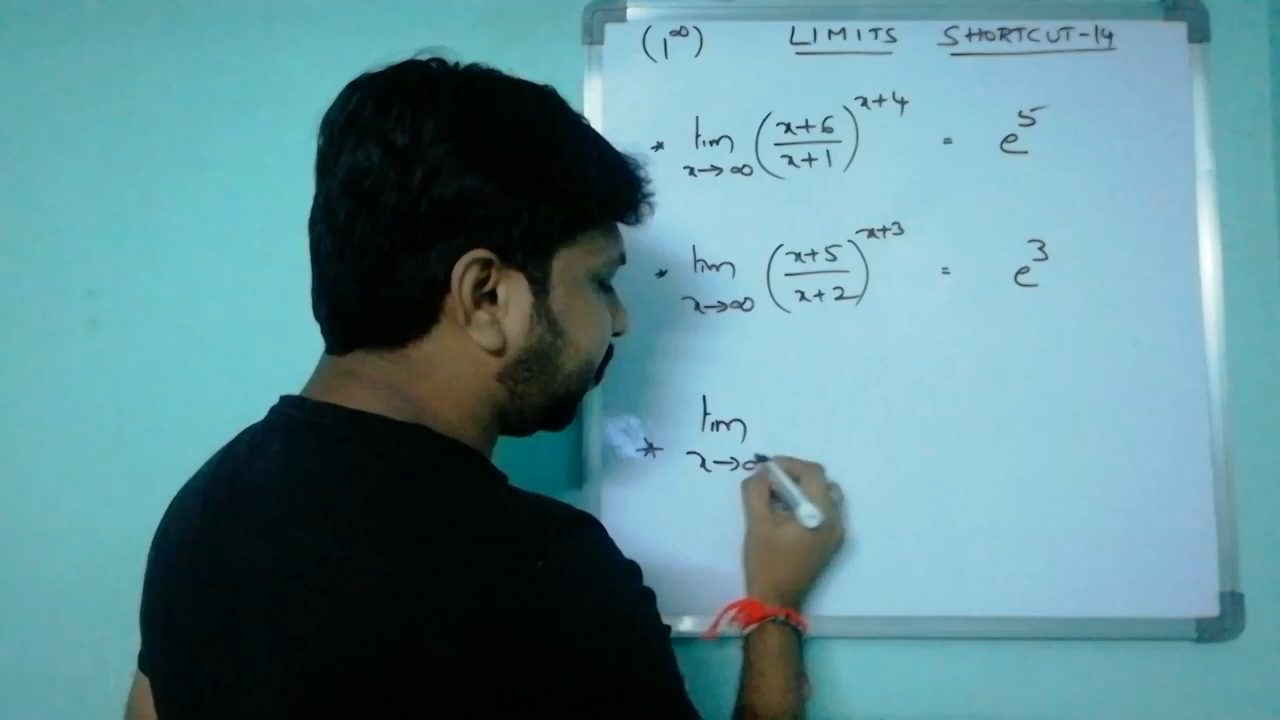 (1^∞) LIMITS SHORTCUT-14
* lim x→∞ ((x+6)/(x+1))^(x+4) = e^5
* lim x→∞ ((x+5)/(x+2))^(x+3) = e^3
* lim x→∞